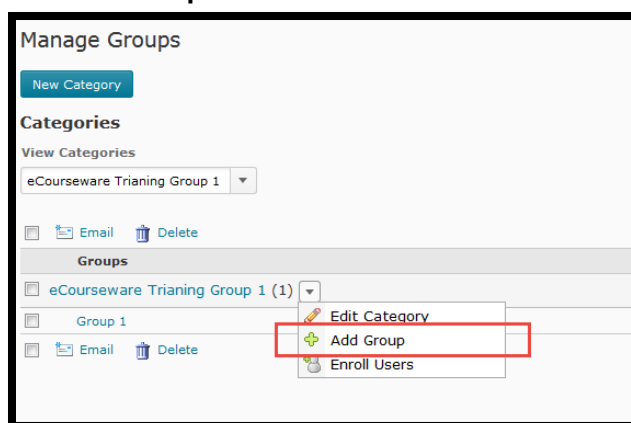 Manage Groups
New Category
Categories
View Categories
eCourseware Trianing Group 1
Email Delete
Groups
eCourseware Trianing Group 1 (1)
Edit Category
Group 1
Add Group
Email Delete
Enroll Users